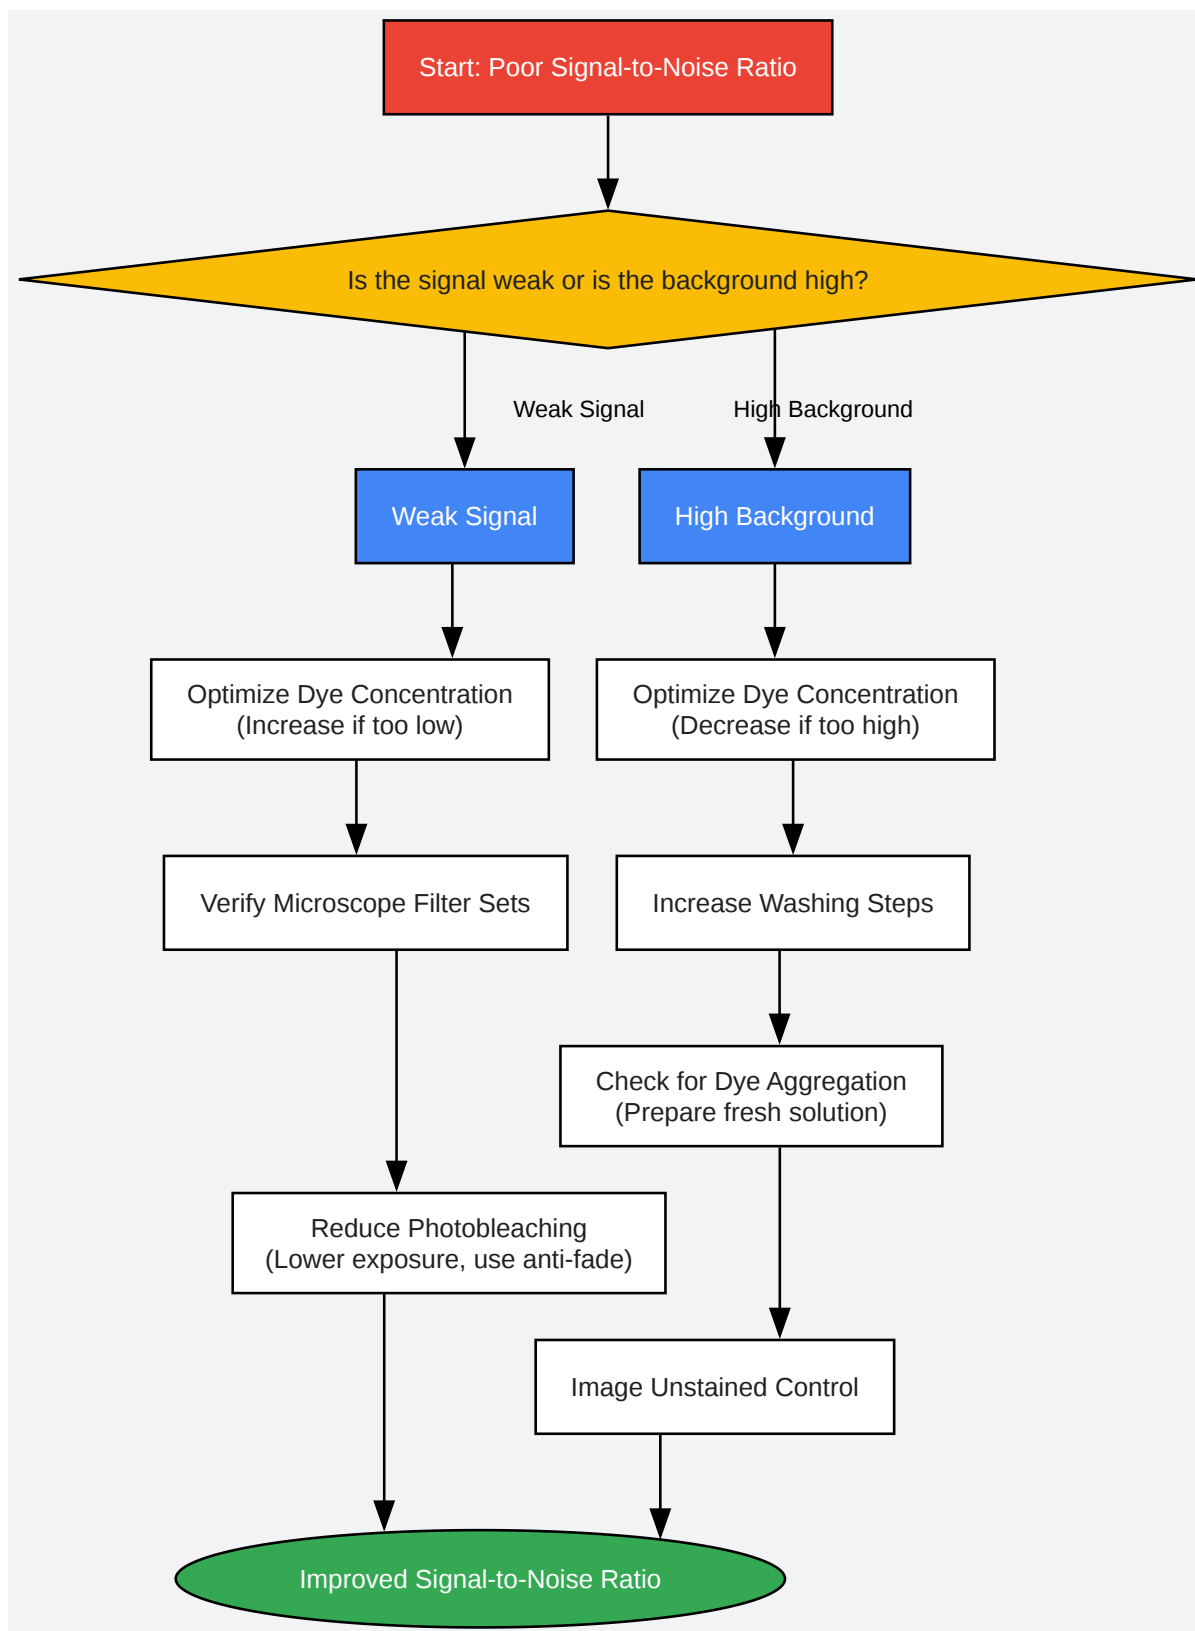 Start: Poor Signal-to-Noise Ratio
Is the signal weak or is the background high?
Weak Signal
High Background
Weak Signal
High Background
Optimize Dye Concentration
(Increase if too low)
Optimize Dye Concentration
(Decrease if too high)
Verify Microscope Filter Sets
Increase Washing Steps
Check for Dye Aggregation
(Prepare fresh solution)
Reduce Photobleaching
(Lower exposure, use anti-fade)
Image Unstained Control
Improved Signal-to-Noise Ratio